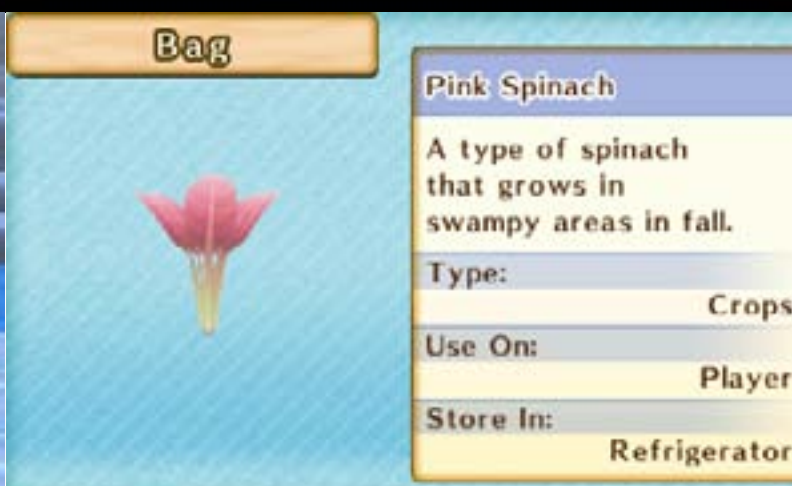 Bag
Pink Spinach
A type of spinach
that grows in
swampy areas in fall.
Type:
Crops
Use On:
Player
Store In:
Refrigerator